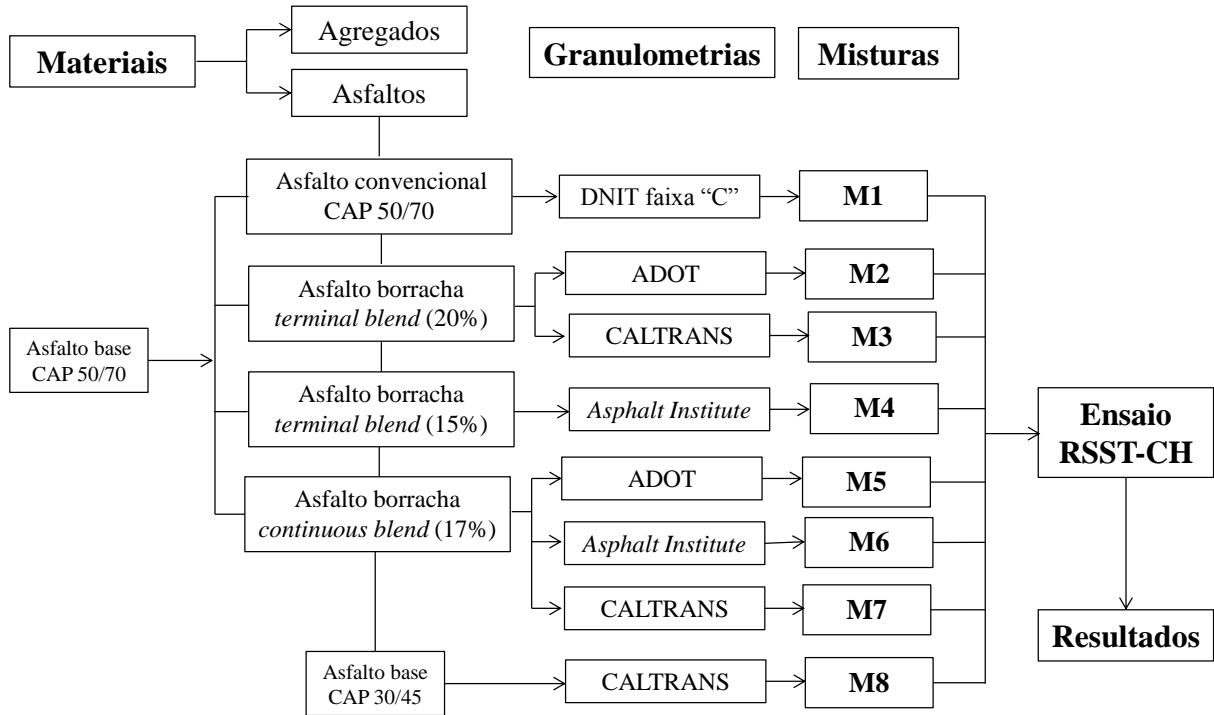 Materiais
Agregados
Asfaltos
Granulometrias
Misturas
Asfalto convencional
CAP 50/70
DNIT faixa “C”
M1
Asfalto borracha
terminal blend (20%)
ADOT
M2
CALTRANS
M3
Asfalto base
CAP 50/70
Asfalto borracha
terminal blend (15%)
Asphalt Institute
M4
Asfalto borracha
continuous blend (17%)
ADOT
M5
Asphalt Institute
M6
CALTRANS
M7
Asfalto base
CAP 30/45
CALTRANS
M8
Ensaio
RSST-CH
Resultados